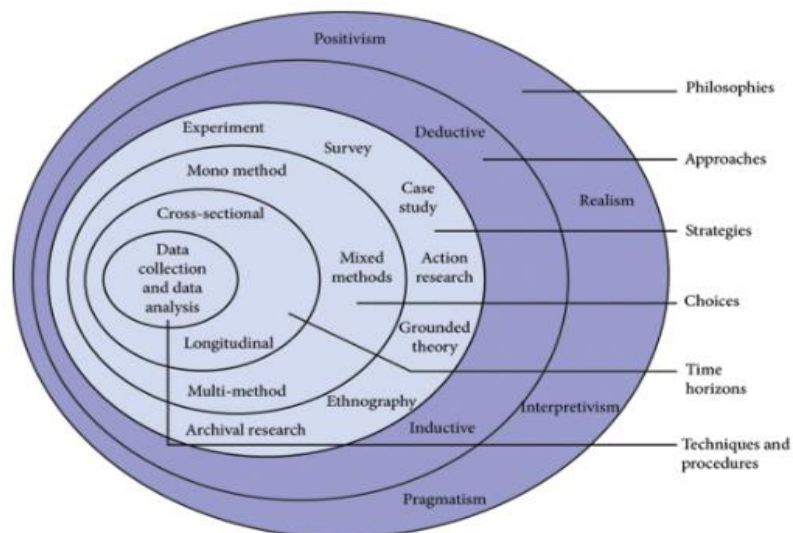 Positivism
Philosophies
Experiment
Deductive
Survey
Approaches
Mono method
Case
study
Realism
Cross-sectional
Strategies
Data
collection
and data
analysis
Mixed
methods
Action
research
Choices
Longitudinal
Grounded
theory
Time
horizons
Multi-method
Ethnography
Interpretivism
Archival research
Inductive
Techniques and
procedures
Pragmatism